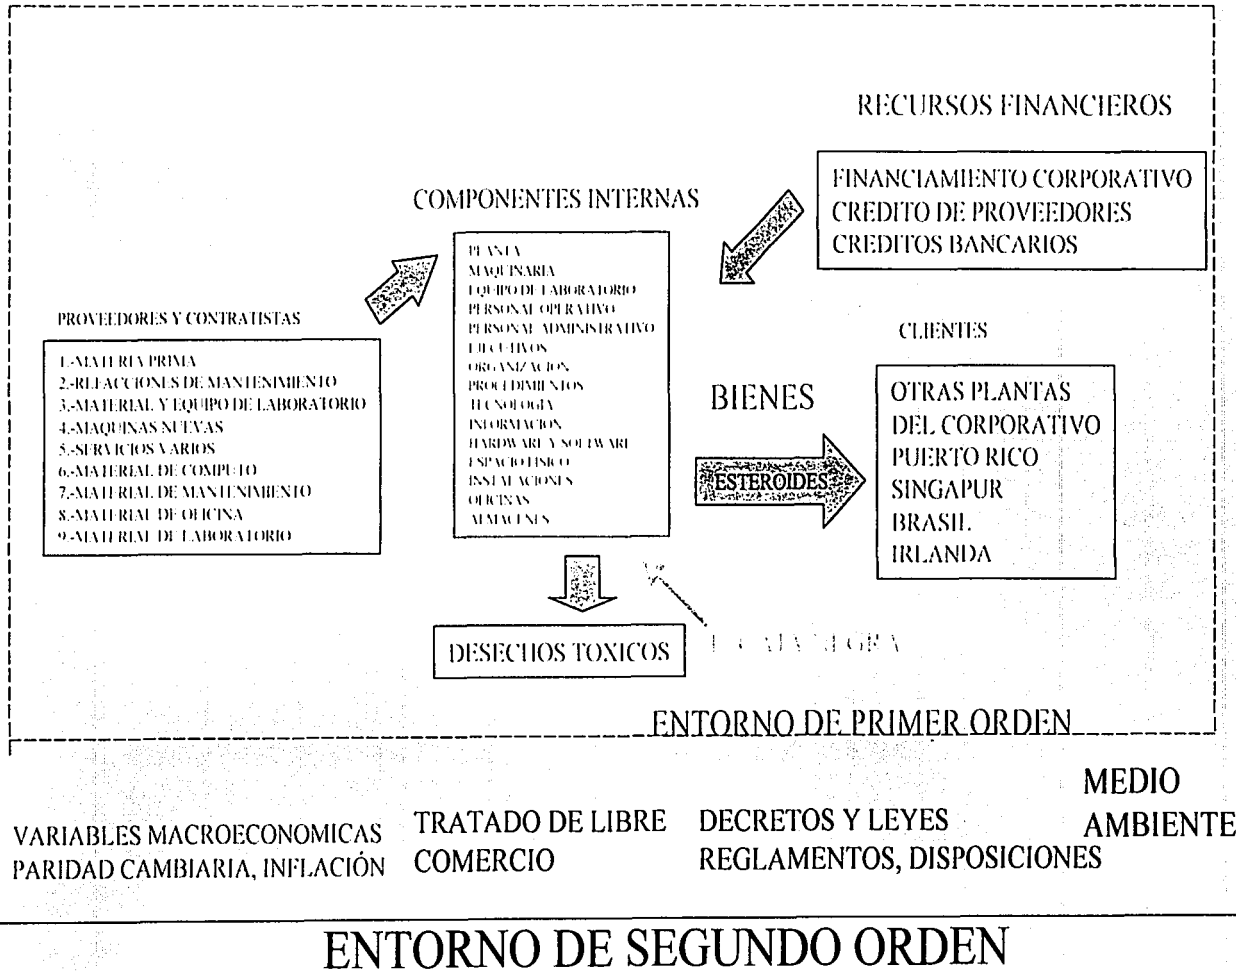 RECURSOS FINANCIEROS
FINANCIAMIENTO CORPORATIVO
CREDITO DE PROVEEDORES
CREDITOS BANCARIOS
COMPONENTES INTERNAS
PLANTA
MAQUINARIA
EQUIPO DE LABORATORIO
PERSONAL OPERATIVO
PERSONAL ADMINISTRATIVO
EJECUTIVOS
ORGANIZACION
PROCEDIMIENTOS
TECNOLOGIA
INFORMACION
HARDWARE Y SOFTWARE
ESPACIO FISICO
INSTALACIONES
OFICINAS
ALMACENES
PROVEEDORES Y CONTRATISTAS
1.-MATERIA PRIMA
2.-REFACCIONES DE MANTENIMIENTO
3.-MATERIAL Y EQUIPO DE LABORATORIO
4.-MAQUINAS NUEVAS
5.-SERVICIOS VARIOS
6.-MATERIAL DE COMPUTO
7.-MATERIAL DE MANTENIMIENTO
8.-MATERIAL DE OFICINA
9.-MATERIAL DE LABORATORIO
BIENES
ESTEROIDES
CLIENTES
OTRAS PLANTAS
DEL CORPORATIVO
PUERTO RICO
SINGAPUR
BRASIL
IRLANDA
DESECHOS TOXICOS
CAJA NEGRA
ENTORNO DE PRIMER ORDEN
VARIABLES MACROECONOMICAS
PARIDAD CAMBIARIA, INFLACIÓN
TRATADO DE LIBRE
COMERCIO
DECRETOS Y LEYES
REGLAMENTOS, DISPOSICIONES
MEDIO
AMBIENTE
ENTORNO DE SEGUNDO ORDEN